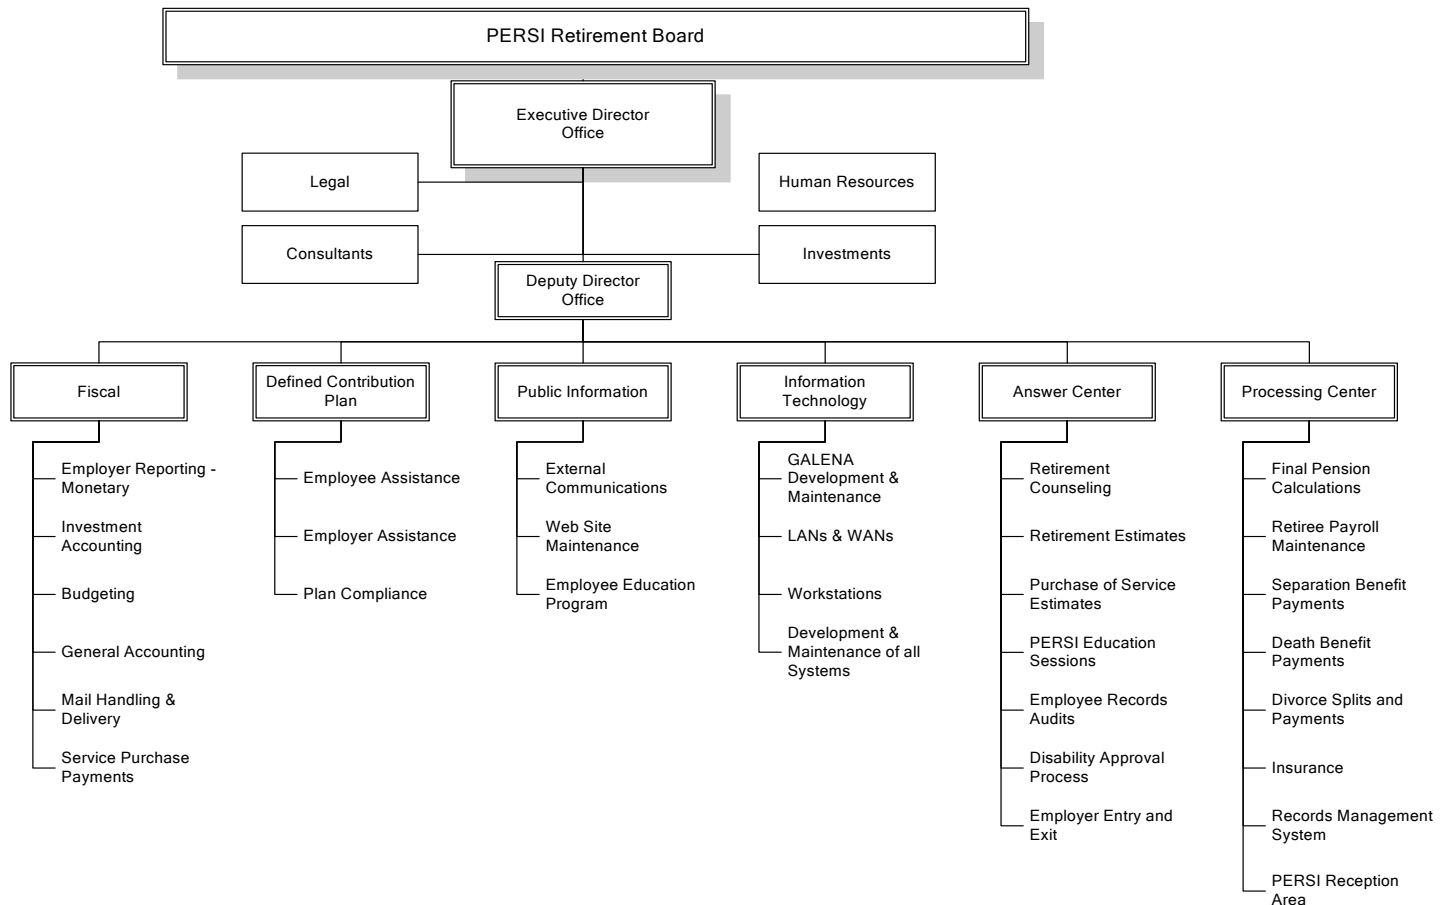 PERSI Retirement Board
Executive Director
Office
Legal
Human Resources
Consultants
Investments
Deputy Director
Office
Fiscal
Defined Contribution
Plan
Public Information
Information
Technology
Answer Center
Processing Center
Employer Reporting -
Monetary
Investment
Accounting
Budgeting
General Accounting
Mail Handling &
Delivery
Service Purchase
Payments
Employee Assistance
Employer Assistance
Plan Compliance
External
Communications
Web Site
Maintenance
Employee Education
Program
GALENA
Development &
Maintenance
LANs & WANs
Workstations
Development &
Maintenance of all
Systems
Retirement
Counseling
Retirement Estimates
Purchase of Service
Estimates
PERSI Education
Sessions
Employee Records
Audits
Disability Approval
Process
Employer Entry and
Exit
Final Pension
Calculations
Retiree Payroll
Maintenance
Separation Benefit
Payments
Death Benefit
Payments
Divorce Splits and
Payments
Insurance
Records Management
System
PERSI Reception
Area